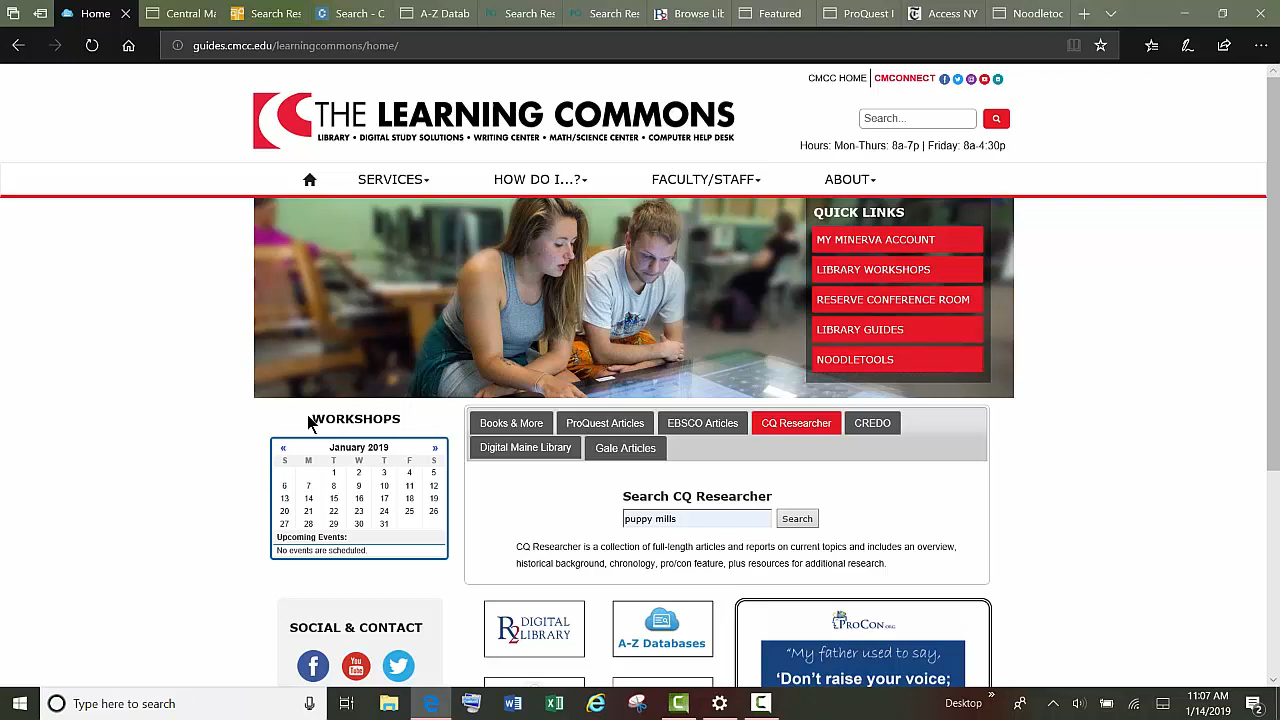 Home
Central Ma
Search - C
A-Z Datab
Search Res
Search Res
Browse Lib
Featured
ProQuest I
Access NY
Noodletoc
guides.cmcc.edu/learningcommons/home/
CMCC HOME
CMCONNECT
THE LEARNING COMMONS
LIBRARY • DIGITAL STUDY SOLUTIONS • WRITING CENTER • MATH/SCIENCE CENTER • COMPUTER HELP DESK
Search...
Hours: Mon-Thurs: 8a-7p | Friday: 8a-4:30p
SERVICES HOW DO I...? FACULTY/STAFF ABOUT
QUICK LINKS
MY MINERVA ACCOUNT
LIBRARY WORKSHOPS
RESERVE CONFERENCE ROOM
LIBRARY GUIDES
NOODLETOOLS
WORKSHOPS
« January 2019 »
S M T W T F S
1 2 3 4 5
6 7 8 9 10 11 12
13 14 15 16 17 18 19
20 21 22 23 24 25 26
27 28 29 30 31
Upcoming Events:
No events are scheduled.
Books & More ProQuest Articles EBSCO Articles CQ Researcher CREDO
Digital Maine Library Gale Articles
Search CQ Researcher
puppy mills Search
CQ Researcher is a collection of full-length articles and reports on current topics and includes an overview,
historical background, chronology, pro/con feature, plus resources for additional research.
SOCIAL & CONTACT
You
Tube
R2 DIGITAL
LIBRARY
A-Z Databases
PROCON.ORG
"My father used to say,
'Don't raise your voice;
Type here to search
Desktop
11:07 AM
1/14/2019
2